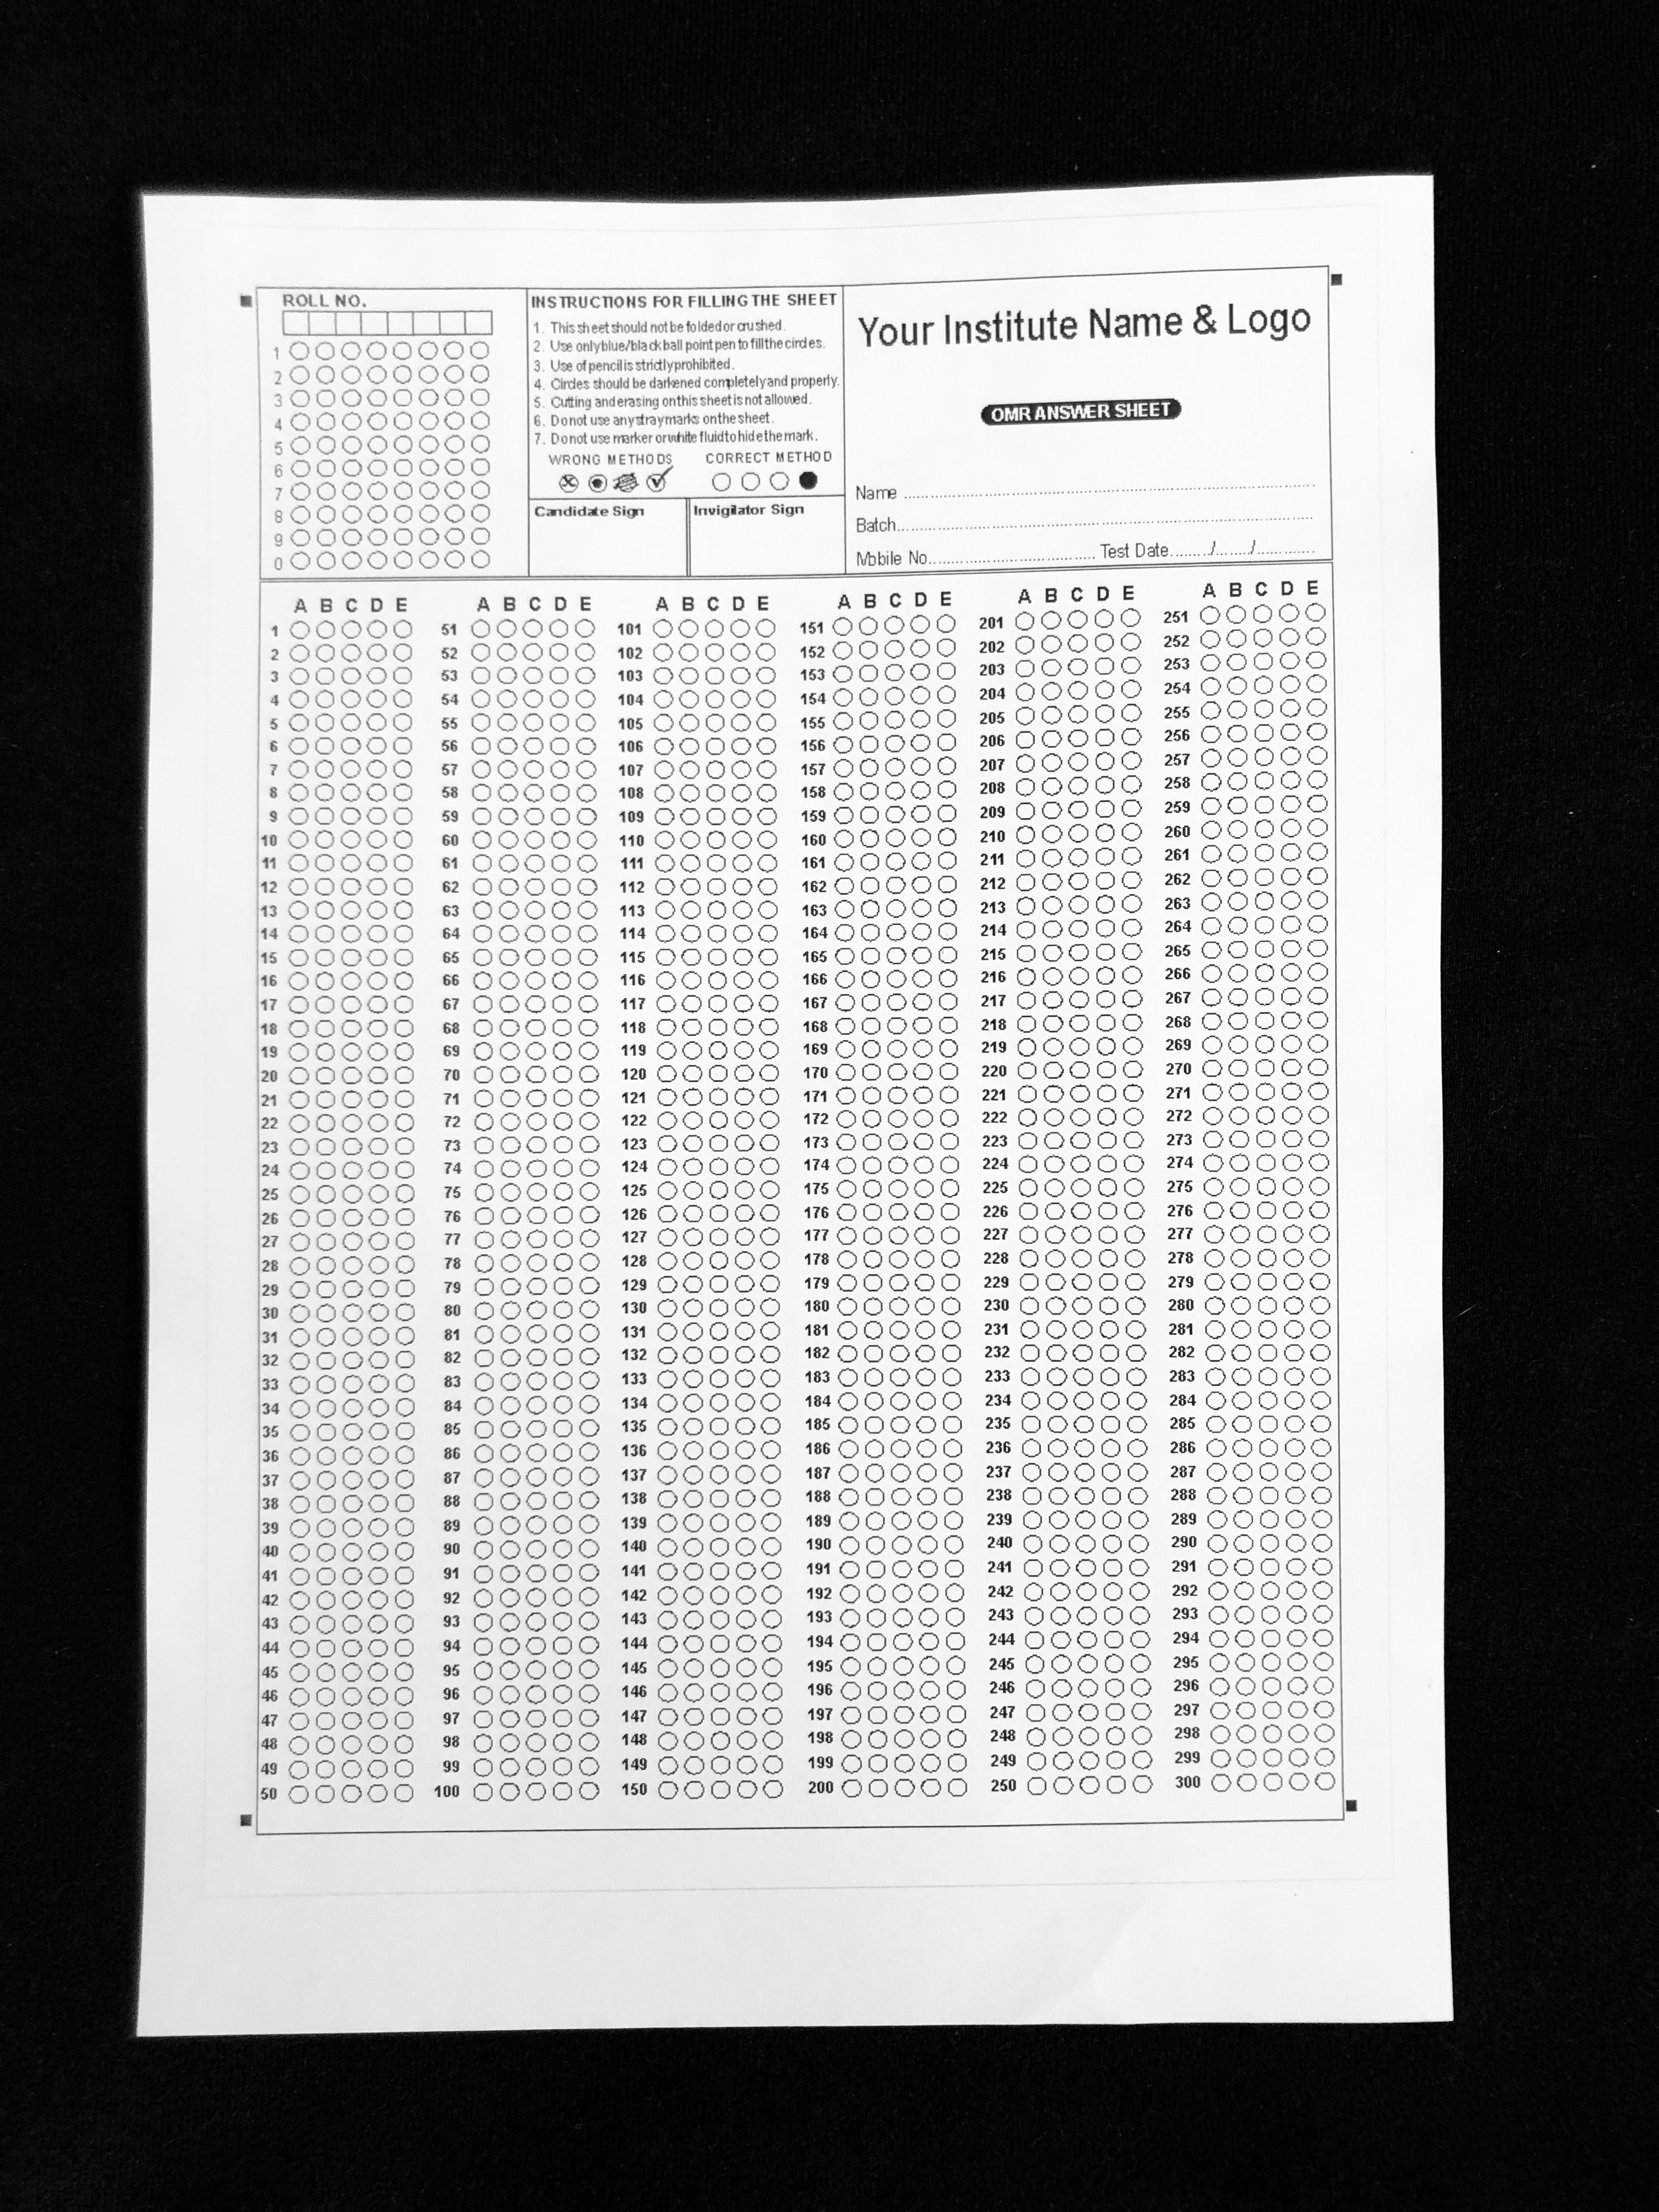 ROLL NO.
1
2
3
4
5
6
7
8
9
0
INSTRUCTIONS FOR FILLING THE SHEET
1. This sheet should not be folded or crushed.
2. Use only blue/black ball point pen to fill the circles.
3. Use of pencil is strictly prohibited.
4. Circles should be darkened completely and properly.
5. Cutting and erasing on this sheet is not allowed.
6. Do not use any stray marks on the sheet.
7. Do not use marker or white fluid to hide the mark.
WRONG METHODS CORRECT METHOD
Candidate Sign Invigilator Sign
Your Institute Name & Logo
OMR ANSWER SHEET
Name
Batch
Mobile No. Test Date / /
A B C D E A B C D E A B C D E A B C D E A B C D E A B C D E
1 51 101 151 201 251
2 52 102 152 202 252
3 53 103 153 203 253
4 54 104 154 204 254
5 55 105 155 205 255
6 56 106 156 206 256
7 57 107 157 207 257
8 58 108 158 208 258
9 59 109 159 209 259
10 60 110 160 210 260
11 61 111 161 211 261
12 62 112 162 212 262
13 63 113 163 213 263
14 64 114 164 214 264
15 65 115 165 215 265
16 66 116 166 216 266
17 67 117 167 217 267
18 68 118 168 218 268
19 69 119 169 219 269
20 70 120 170 220 270
21 71 121 171 221 271
22 72 122 172 222 272
23 73 123 173 223 273
24 74 124 174 224 274
25 75 125 175 225 275
26 76 126 176 226 276
27 77 127 177 227 277
28 78 128 178 228 278
29 79 129 179 229 279
30 80 130 180 230 280
31 81 131 181 231 281
32 82 132 182 232 282
33 83 133 183 233 283
34 84 134 184 234 284
35 85 135 185 235 285
36 86 136 186 236 286
37 87 137 187 237 287
38 88 138 188 238 288
39 89 139 189 239 289
40 90 140 190 240 290
41 91 141 191 241 291
42 92 142 192 242 292
43 93 143 193 243 293
44 94 144 194 244 294
45 95 145 195 245 295
46 96 146 196 246 296
47 97 147 197 247 297
48 98 148 198 248 298
49 99 149 199 249 299
50 100 150 200 250 300